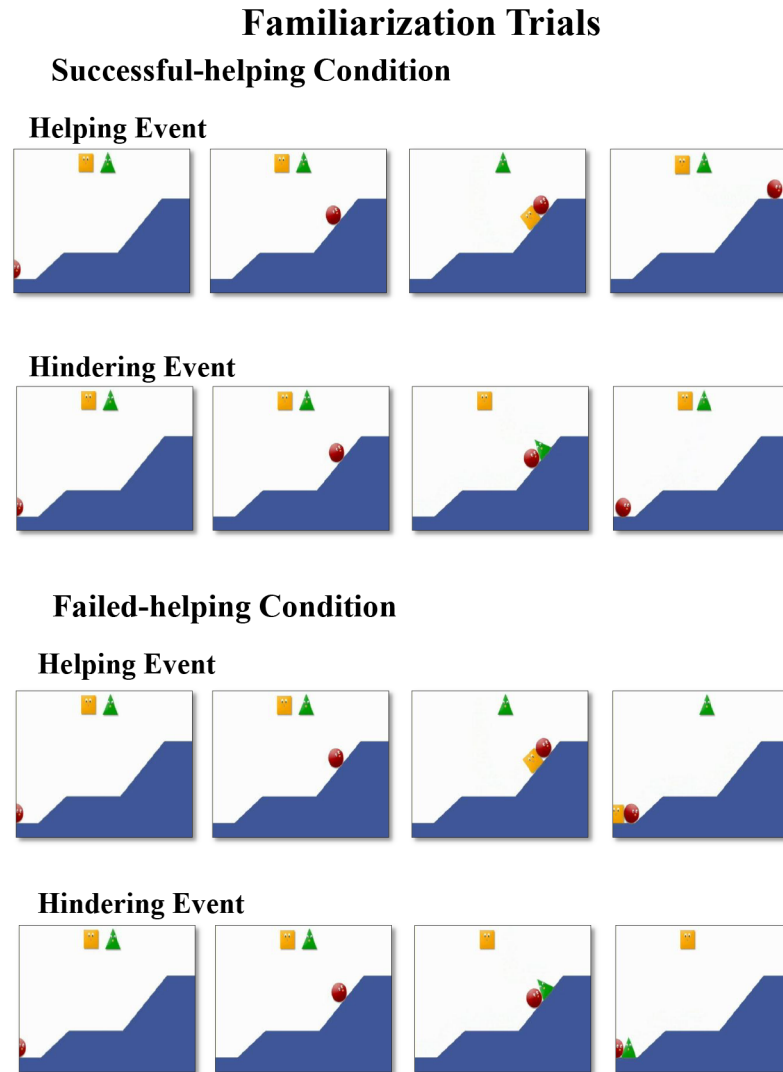 Familiarization Trials
Successful-helping Condition
Helping Event
Hindering Event
Failed-helping Condition
Helping Event
Hindering Event